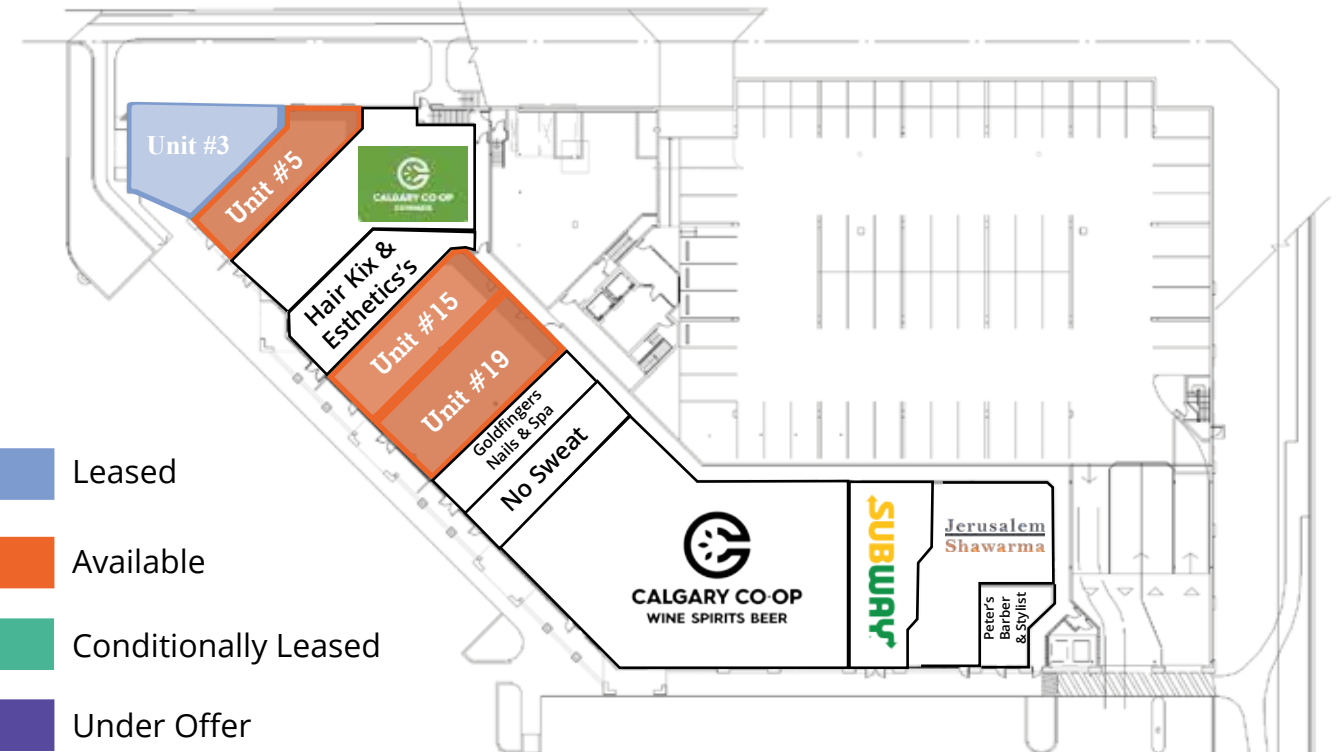 Unit #3
Unit #5
CALGARY CO-OP
Hair Kix &
Esthetics's
Unit #15
Unit #19
Goldfingers
Nails & Spa
No Sweat
CALGARY CO-OP
WINE SPIRITS BEER
SUBWAY
Jerusalem
Shawarma
Peter's
Barber
& Stylist
Leased
Available
Conditionally Leased
Under Offer